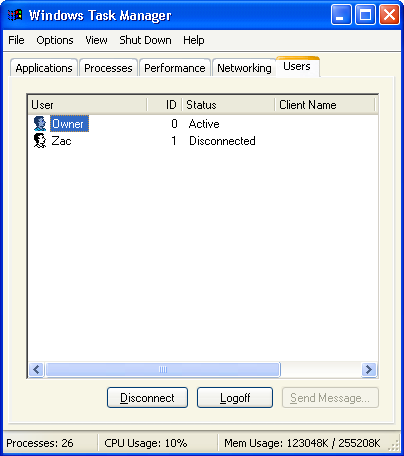 Windows Task Manager
File Options View Shut Down Help
Applications Processes Performance Networking Users
User ID Status Client Name
Owner 0 Active
Zac 1 Disconnected
Disconnect Logoff Send Message...
Processes: 26 CPU Usage: 10% Mem Usage: 123048K / 255208K